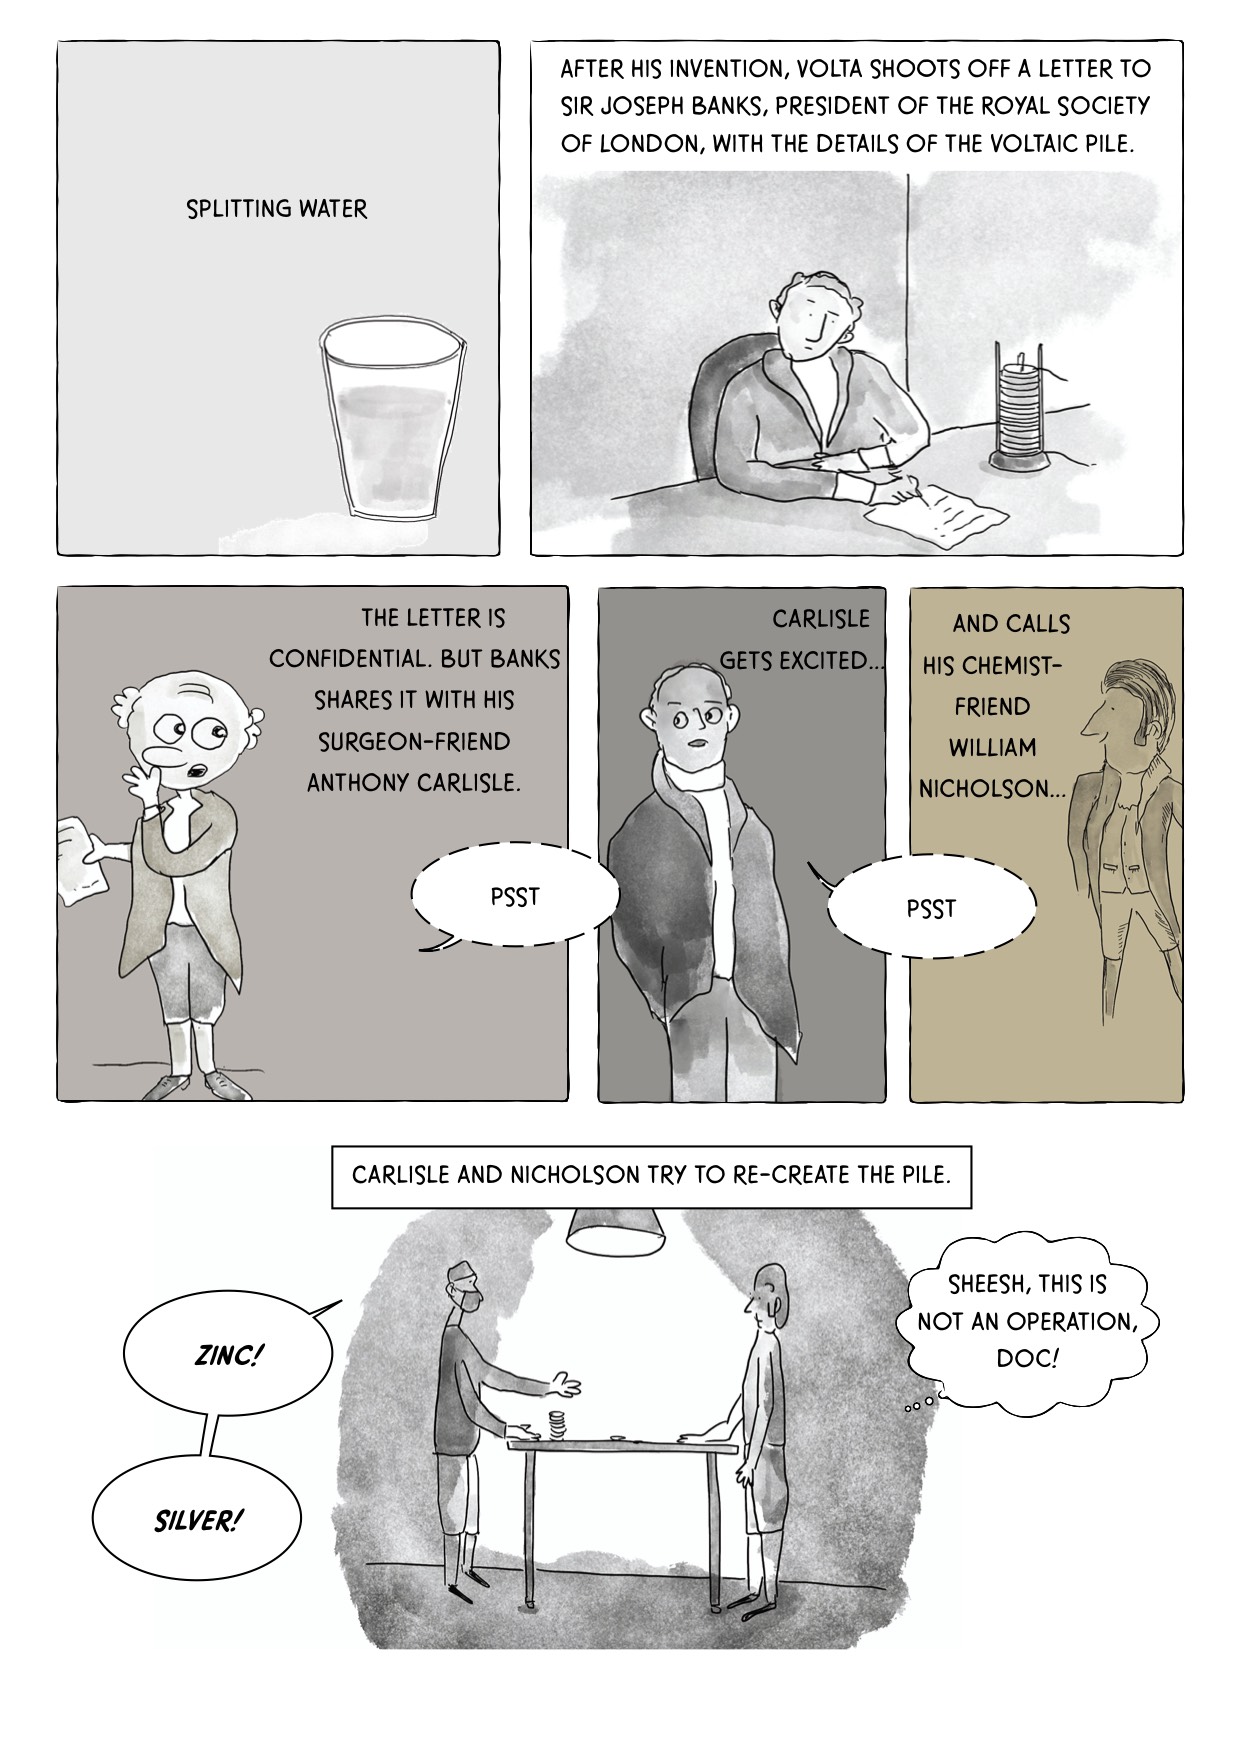 SPLITTING WATER
AFTER HIS INVENTION, VOLTA SHOOTS OFF A LETTER TO
SIR JOSEPH BANKS, PRESIDENT OF THE ROYAL SOCIETY
OF LONDON, WITH THE DETAILS OF THE VOLTAIC PILE.
THE LETTER IS
CONFIDENTIAL. BUT BANKS
SHARES IT WITH HIS
SURGEON-FRIEND
ANTHONY CARLISLE.
PSST
CARLISLE
GETS EXCITED...
PSST
AND CALLS
HIS CHEMIST-
FRIEND
WILLIAM
NICHOLSON...
CARLISLE AND NICHOLSON TRY TO RE-CREATE THE PILE.
ZINC!
SILVER!
SHEESH, THIS IS
NOT AN OPERATION,
DOC!